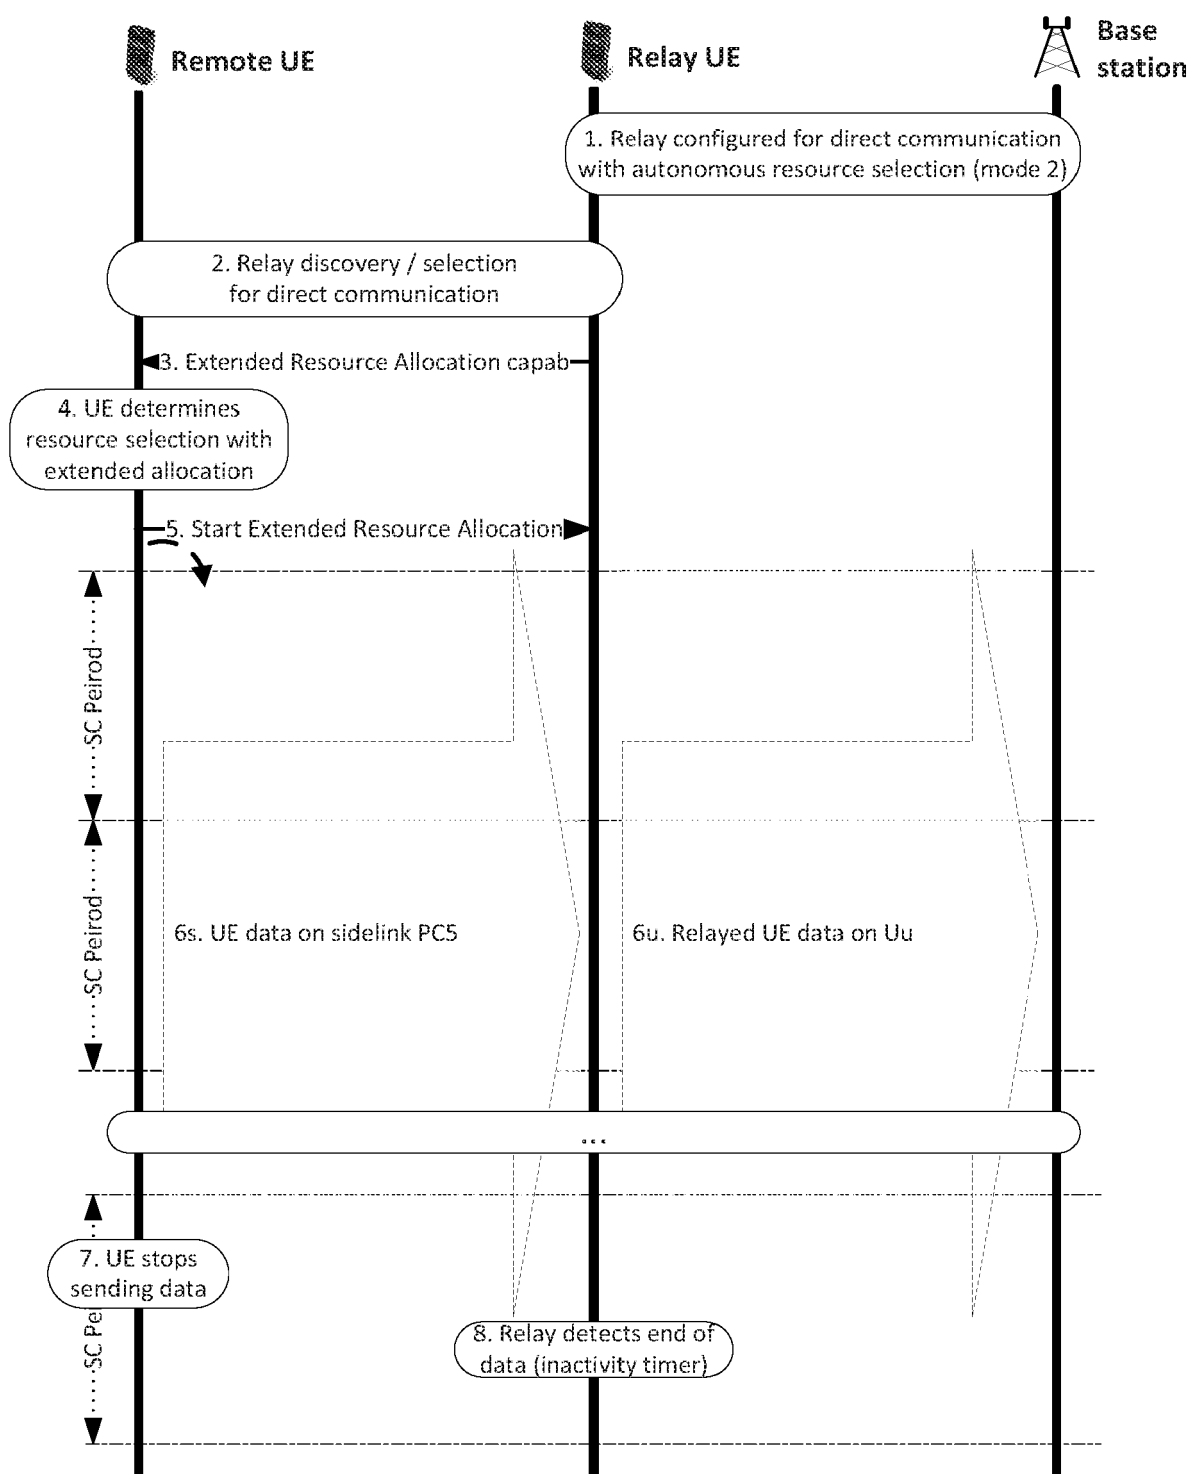 Remote UE
Relay UE
Base
station
1. Relay configured for direct communication
with autonomous resource selection (mode 2)
2. Relay discovery / selection
for direct communication
3. Extended Resource Allocation capab
4. UE determines
resource selection with
extended allocation
5. Start Extended Resource Allocation
SC Peirod
SC Peirod
6s. UE data on sidelink PC5
6u. Relayed UE data on Uu
...
7. UE stops
sending data
SC Pei
8. Relay detects end of
data (inactivity timer)